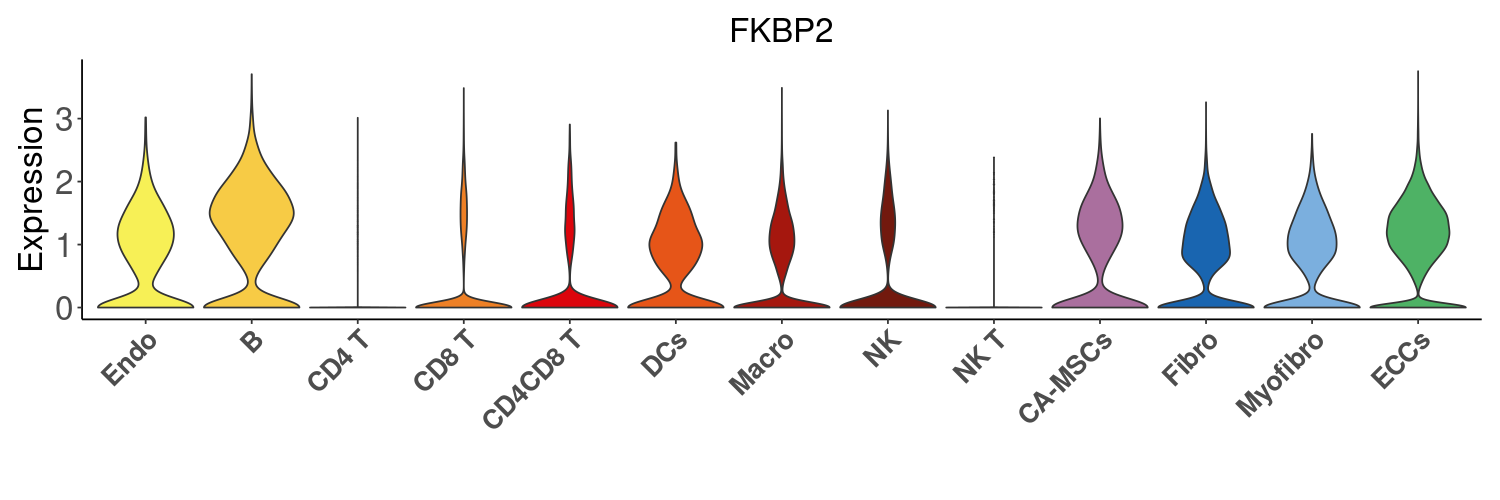 FKBP2
Expression
3
2
1
0
Endo
B
CD4 T
CD8 T
CD4CD8 T
DCs
Macro
NK
NK T
CA-MSCs
Fibro
Myofibro
ECCs